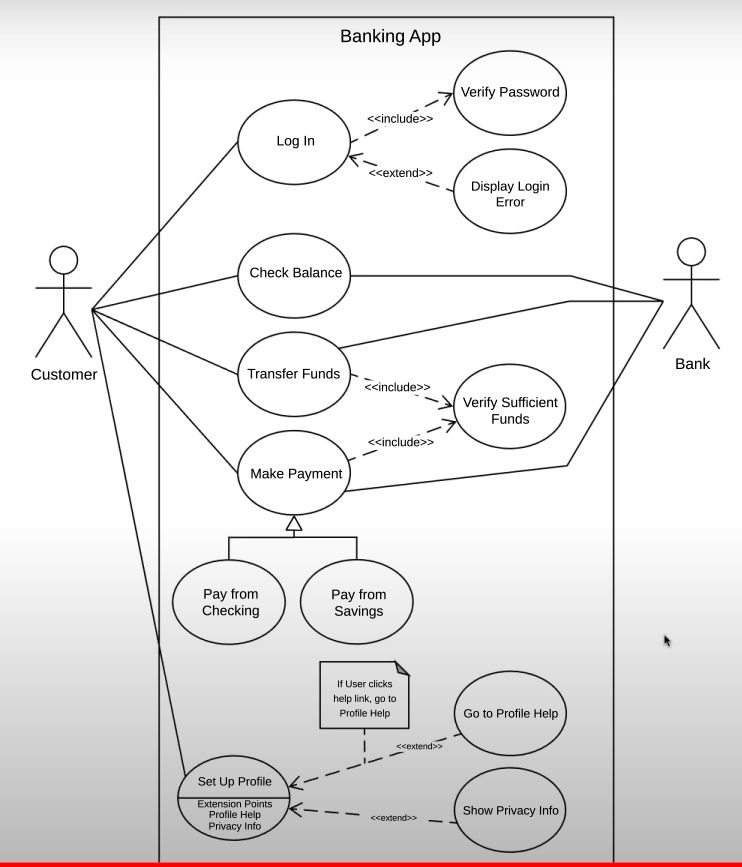 Banking App
Verify Password
<<include>>
Log In
<<extend>>
Display Login
Error
Check Balance
Customer
Bank
Transfer Funds
<<include>>
Verify Sufficient
Funds
<<include>>
Make Payment
Pay from
Checking
Pay from
Savings
If User clicks
help link, go to
Profile Help
Go to Profile Help
<<extend>>
Set Up Profile
Extension Points
Profile Help
Privacy Info
<<extend>>
Show Privacy Info